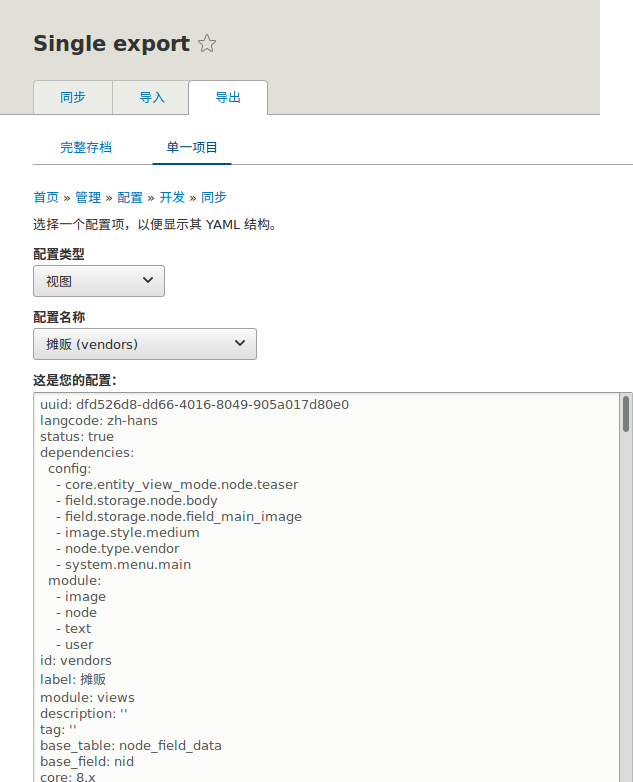 Single export
同步 导入 导出
完整存档 单一项目
首页 » 管理 » 配置 » 开发 » 同步
选择一个配置项，以便显示其 YAML 结构。
配置类型
视图
配置名称
摊贩 (vendors)
这是您的配置：
uuid: dfd526d8-dd66-4016-8049-905a017d80e0
langcode: zh-hans
status: true
dependencies:
  config:
    - core.entity_view_mode.node.teaser
    - field.storage.node.body
    - field.storage.node.field_main_image
    - image.style.medium
    - node.type.vendor
    - system.menu.main
  module:
    - image
    - node
    - text
    - user
id: vendors
label: 摊贩
module: views
description: ''
tag: ''
base_table: node_field_data
base_field: nid
core: 8.x